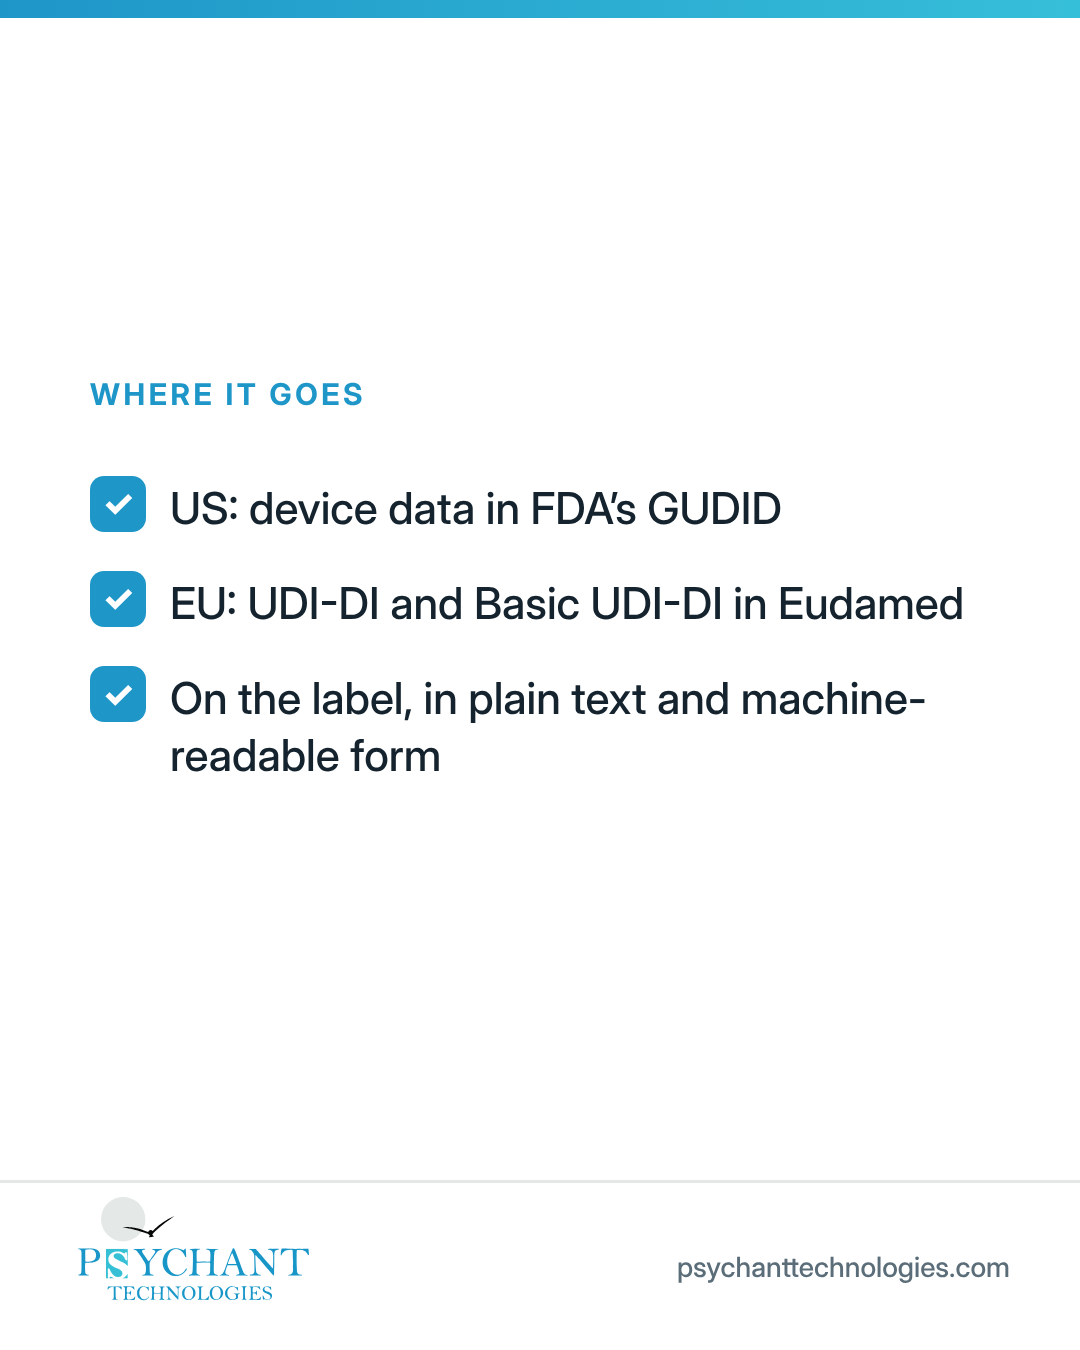 WHERE IT GOES
US: device data in FDA’s GUDID
EU: UDI-DI and Basic UDI-DI in Eudamed
On the label, in plain text and machine-
readable form
PSYCHANT
TECHNOLOGIES
psychanttechnologies.com